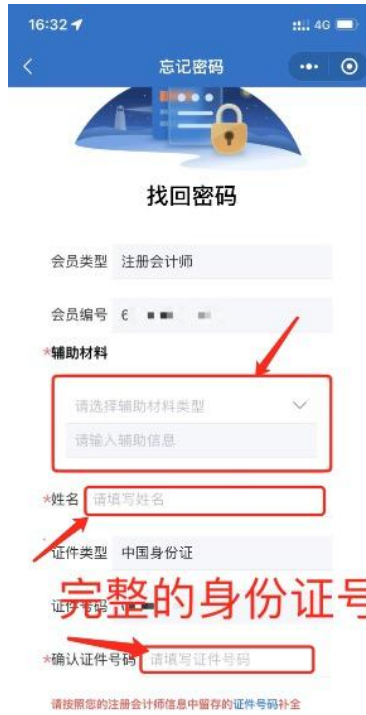 16:32 4G
忘记密码
找回密码
会员类型 注册会计师
会员编号
*辅助材料
请选择辅助材料类型
请输入辅助信息
*姓名 请填写姓名
证件类型 中国身份证
完整的身份证号
证件号码
*确认证件号码 请填写证件号码
请按照您的注册会计师信息中留存的证件号码补全